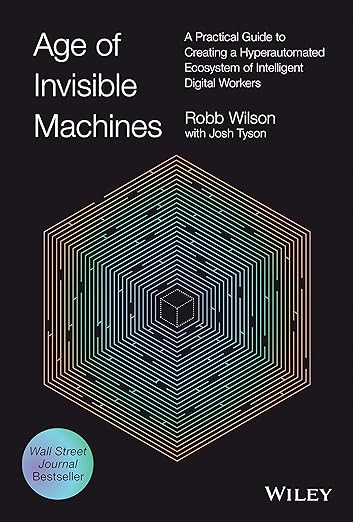 Age of
Invisible
Machines
A Practical Guide to
Creating a Hyperautomated
Ecosystem of Intelligent
Digital Workers
Robb Wilson
with Josh Tyson
Wall Street
Journal
Bestseller
WILEY